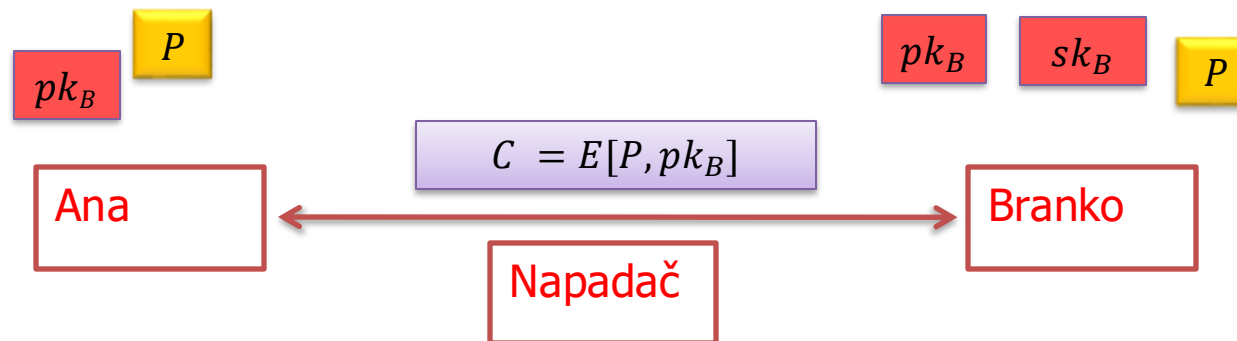 P
pk_B
pk_B
sk_B
P
C = E[P, pk_B]
Ana
Branko
Napadač